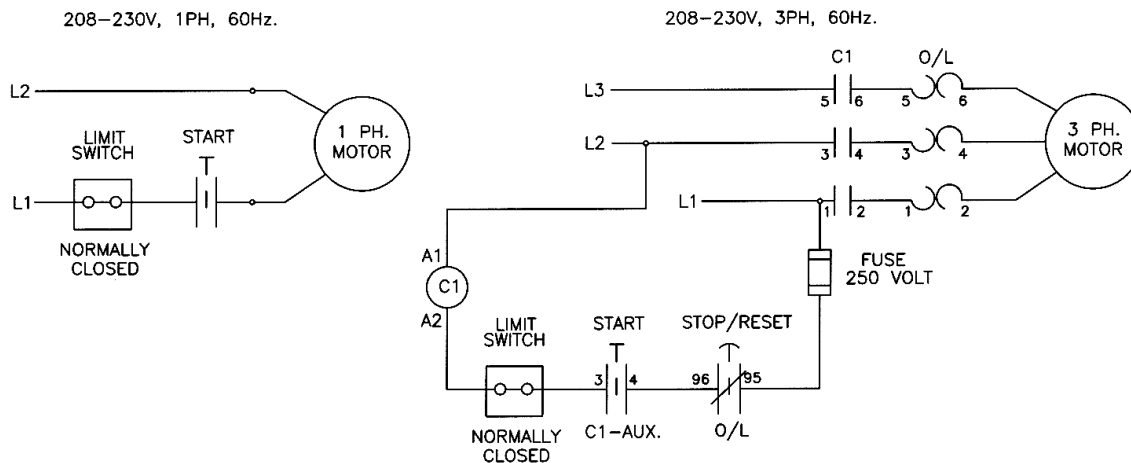 208-230V, 1PH, 60Hz.
L2
1 PH.
MOTOR
LIMIT
SWITCH
START
L1
NORMALLY
CLOSED
208-230V, 3PH, 60Hz.
C1
O/L
L3
5 6 5 6
L2
3 4 3 4
3 PH.
MOTOR
L1
1 2 1 2
FUSE
250 VOLT
A1
C1
A2
LIMIT
SWITCH
START
STOP/RESET
3 4
96 95
C1-AUX.
O/L
NORMALLY
CLOSED